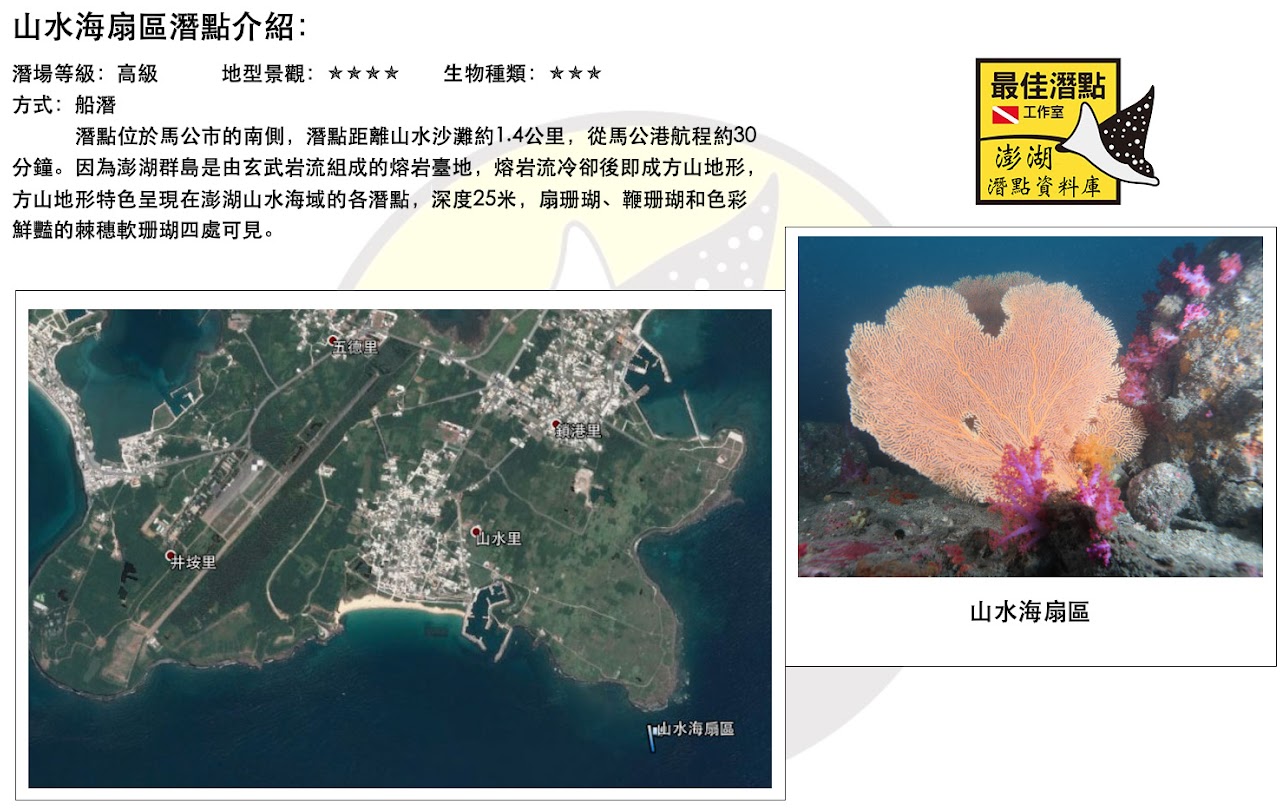 山水海扇區潛點介紹：
潛場等級：高級　　地型景觀：★★★★　　生物種類：★★★
方式：船潛
潛點位於馬公市的南側，潛點距離山水沙灘約1.4公里，從馬公港航程約30
分鐘。因為澎湖群島是由玄武岩流組成的熔岩臺地，熔岩流冷卻後即成方山地形，
方山地形特色呈現在澎湖山水海域的各潛點，深度25米，扇珊瑚、鞭珊瑚和色彩
鮮豔的棘穗軟珊瑚四處可見。
最佳潛點
工作室
澎湖
潛點資料庫
五德里
鎖港里
山水里
井垵里
山水海扇區
山水海扇區